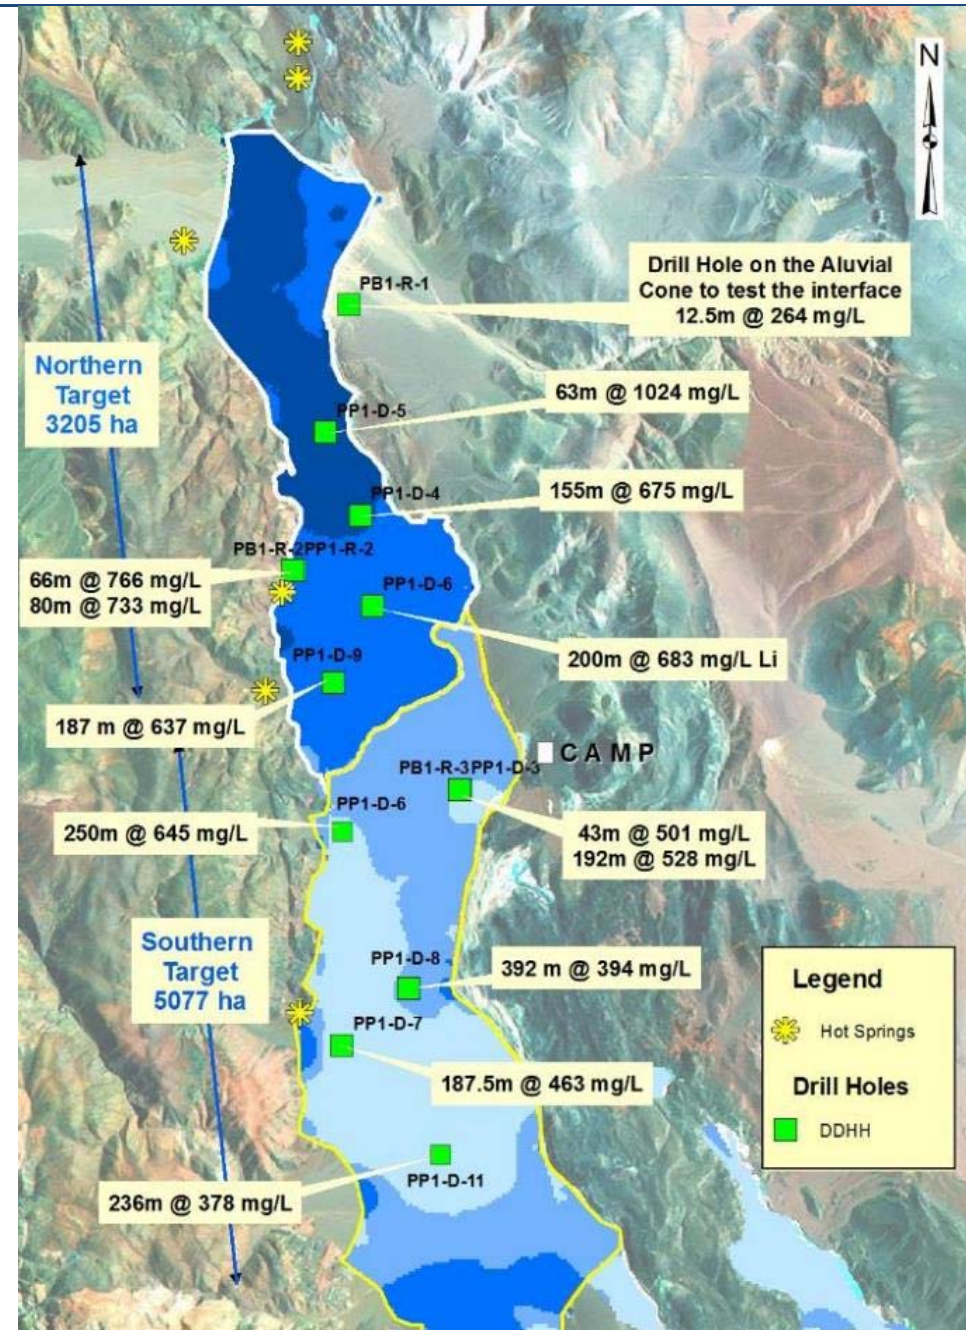 N
PB1-R-1
Drill Hole on the Aluvial
Cone to test the interface
12.5m @ 264 mg/L
Northern
Target
3205 ha
63m @ 1024 mg/L
PP1-D-5
PP1-D-4
155m @ 675 mg/L
PB1-R-2PP1-R-2
66m @ 766 mg/L
80m @ 733 mg/L
PP1-D-6
200m @ 683 mg/L Li
PP1-D-9
187 m @ 637 mg/L
CAMP
PB1-R-3PP1-D-3
PP1-D-6
250m @ 645 mg/L
43m @ 501 mg/L
192m @ 528 mg/L
Southern
Target
5077 ha
PP1-D-8
392 m @ 394 mg/L
PP1-D-7
187.5m @ 463 mg/L
PP1-D-11
236m @ 378 mg/L
Legend
Hot Springs
Drill Holes
DDHH